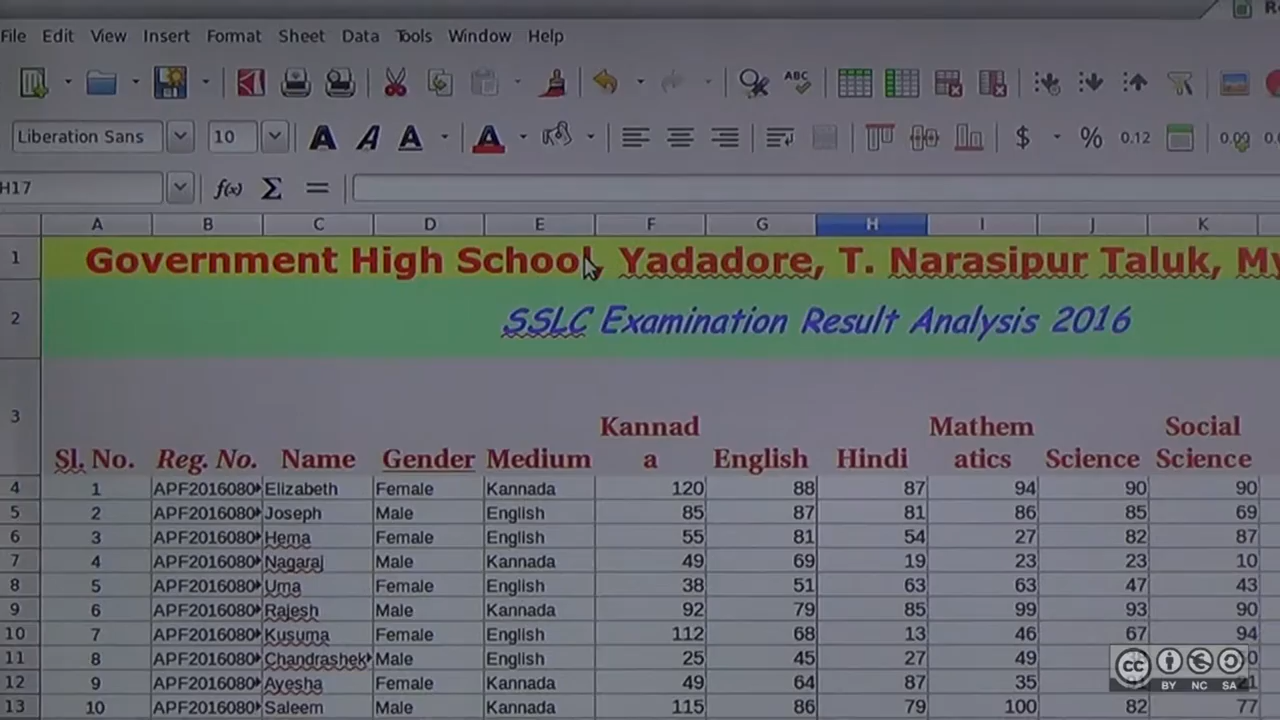 File Edit View Insert Format Sheet Data Tools Window Help
ABC
Liberation Sans 10 A A A A $ % 0.12
H17 f(x) Σ =
A B C D E F G H I J K
1 Government High School, Yadadore, T. Narasipur Taluk,
2 SSLC Examination Result Analysis 2016
3 Sl. No. Reg. No. Name Gender Medium Kannada English Hindi Mathematics Science Social Science
4 1 APF2016080 Elizabeth Female Kannada 120 88 87 94 90 90
5 2 APF2016080 Joseph Male English 85 87 81 86 85 69
6 3 APF2016080 Hema Female English 55 81 54 27 82 87
7 4 APF2016080 Nagaraj Male Kannada 49 69 19 23 23 10
8 5 APF2016080 Uma Female English 38 51 63 63 47 43
9 6 APF2016080 Rajesh Male Kannada 92 79 85 99 93 90
10 7 APF2016080 Kusuma Female English 112 68 13 46 67 94
11 8 APF2016080 Chandrashek Male English 25 45 27 49
12 9 APF2016080 Ayesha Female Kannada 49 64 87 35
13 10 APF2016080 Saleem Male Kannada 115 86 79 100 82 77
cc BY NC SA